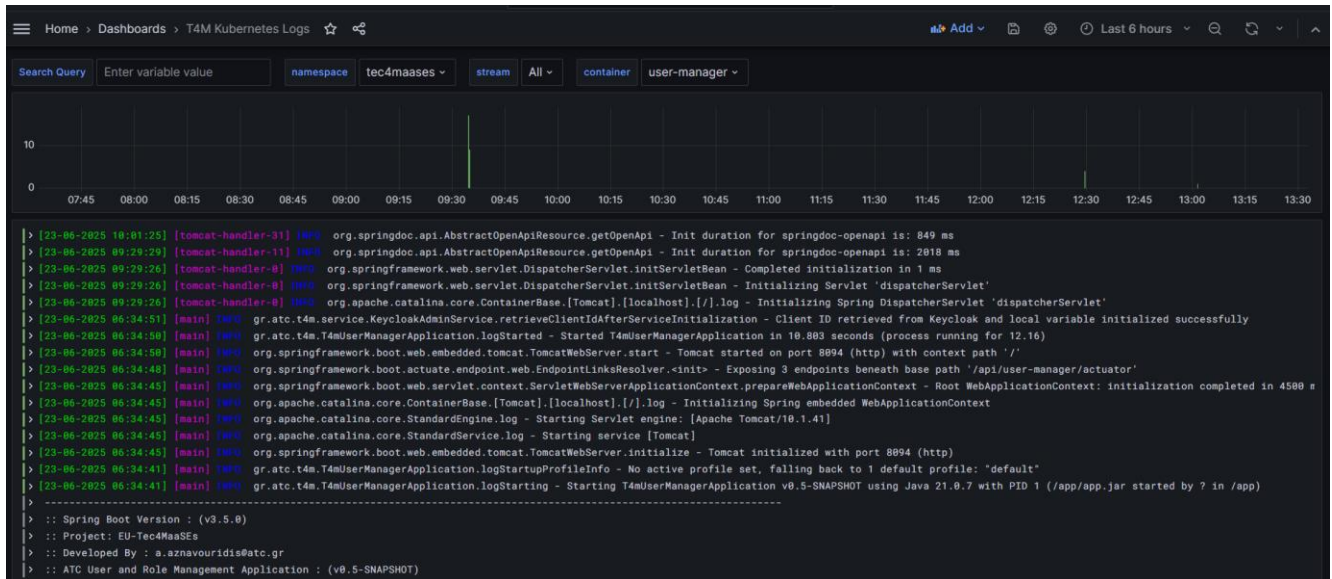 Home › Dashboards › T4M Kubernetes Logs
Add
Last 6 hours
Search Query Enter variable value namespace tec4maases stream All container user-manager
10
0
07:45 08:00 08:15 08:30 08:45 09:00 09:15 09:30 09:45 10:00 10:15 10:30 10:45 11:00 11:15 11:30 11:45 12:00 12:15 12:30 12:45 13:00 13:15 13:30
> [23-06-2025 10:01:25] [tomcat-handler-31] INFO org.springdoc.api.AbstractOpenApiResource.getOpenApi - Init duration for springdoc-openapi is: 849 ms
> [23-06-2025 09:29:29] [tomcat-handler-11] INFO org.springdoc.api.AbstractOpenApiResource.getOpenApi - Init duration for springdoc-openapi is: 2018 ms
> [23-06-2025 09:29:26] [tomcat-handler-0] INFO org.springframework.web.servlet.DispatcherServlet.initServletBean - Completed initialization in 1 ms
> [23-06-2025 09:29:26] [tomcat-handler-0] INFO org.springframework.web.servlet.DispatcherServlet.initServletBean - Initializing Servlet 'dispatcherServlet'
> [23-06-2025 09:29:26] [tomcat-handler-0] INFO org.apache.catalina.core.ContainerBase.[Tomcat].[localhost].[/].log - Initializing Spring DispatcherServlet 'dispatcherServlet'
> [23-06-2025 06:34:51] [main] INFO gr.atc.t4m.service.KeycloakAdminService.retrieveClientIdAfterServiceInitialization - Client ID retrieved from Keycloak and local variable initialized successfully
> [23-06-2025 06:34:50] [main] INFO gr.atc.t4m.T4mUserManagerApplication.logStarted - Started T4mUserManagerApplication in 10.803 seconds (process running for 12.16)
> [23-06-2025 06:34:50] [main] INFO org.springframework.boot.web.embedded.tomcat.TomcatWebServer.start - Tomcat started on port 8094 (http) with context path '/'
> [23-06-2025 06:34:48] [main] INFO org.springframework.boot.actuate.endpoint.web.EndpointLinksResolver.<init> - Exposing 3 endpoints beneath base path '/api/user-manager/actuator'
> [23-06-2025 06:34:45] [main] INFO org.springframework.boot.web.servlet.context.ServletWebServerApplicationContext.prepareWebApplicationContext - Root WebApplicationContext: initialization completed in 4500 m
> [23-06-2025 06:34:45] [main] INFO org.apache.catalina.core.ContainerBase.[Tomcat].[localhost].[/].log - Initializing Spring embedded WebApplicationContext
> [23-06-2025 06:34:45] [main] INFO org.apache.catalina.core.StandardEngine.log - Starting Servlet engine: [Apache Tomcat/10.1.41]
> [23-06-2025 06:34:45] [main] INFO org.apache.catalina.core.StandardService.log - Starting service [Tomcat]
> [23-06-2025 06:34:45] [main] INFO org.springframework.boot.web.embedded.tomcat.TomcatWebServer.initialize - Tomcat initialized with port 8094 (http)
> [23-06-2025 06:34:41] [main] INFO gr.atc.t4m.T4mUserManagerApplication.logStartupProfileInfo - No active profile set, falling back to 1 default profile: "default"
> [23-06-2025 06:34:41] [main] INFO gr.atc.t4m.T4mUserManagerApplication.logStarting - Starting T4mUserManagerApplication v0.5-SNAPSHOT using Java 21.0.7 with PID 1 (/app/app.jar started by ? in /app)
> ------------------------------------------------------------------------------------------------
> :: Spring Boot Version : (v3.5.0)
> :: Project: EU-Tec4MaaSEs
> :: Developed By : a.aznavouridis@atc.gr
> :: ATC User and Role Management Application : (v0.5-SNAPSHOT)